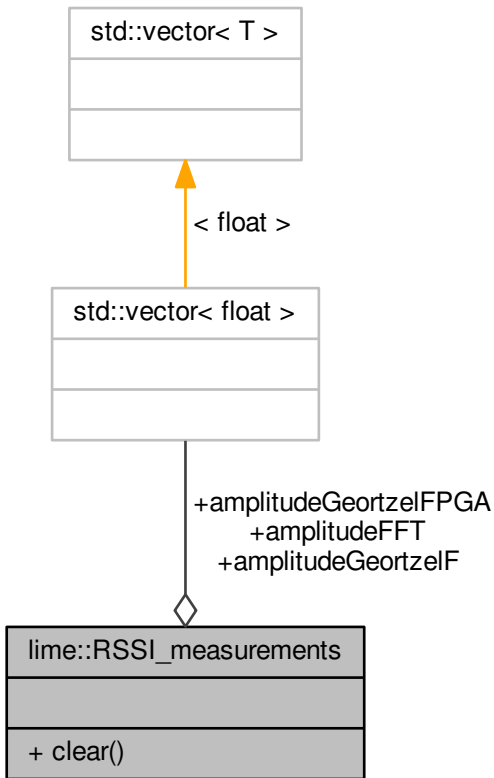 std::vector< T >
< float >
std::vector< float >
+amplitudeGeortzelFPGA
+amplitudeFFT
+amplitudeGeortzelF
lime::RSSI_measurements
+ clear()